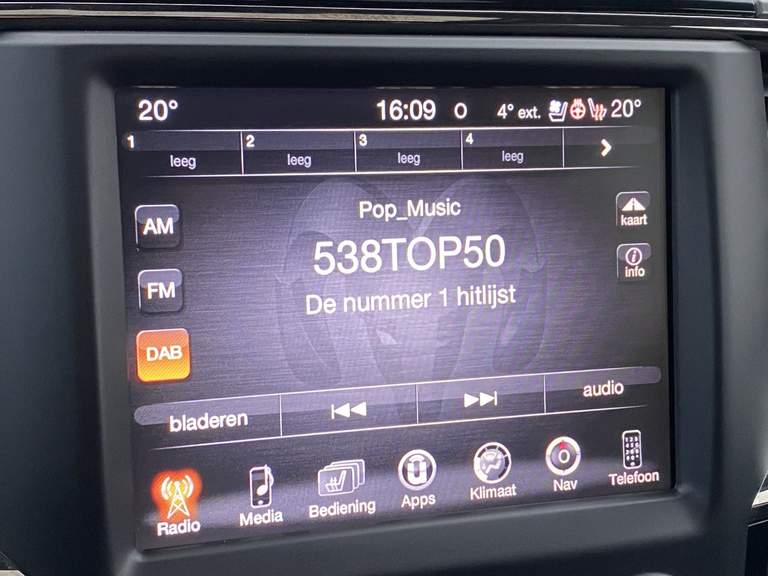 20° 16:09 O 4° ext. 20°
1 2 3 4
leeg leeg leeg leeg
Pop_Music
538TOP50
De nummer 1 hitlijst
AM
FM
DAB
kaart
info
bladeren audio
Radio Media Bediening Apps Klimaat Nav Telefoon